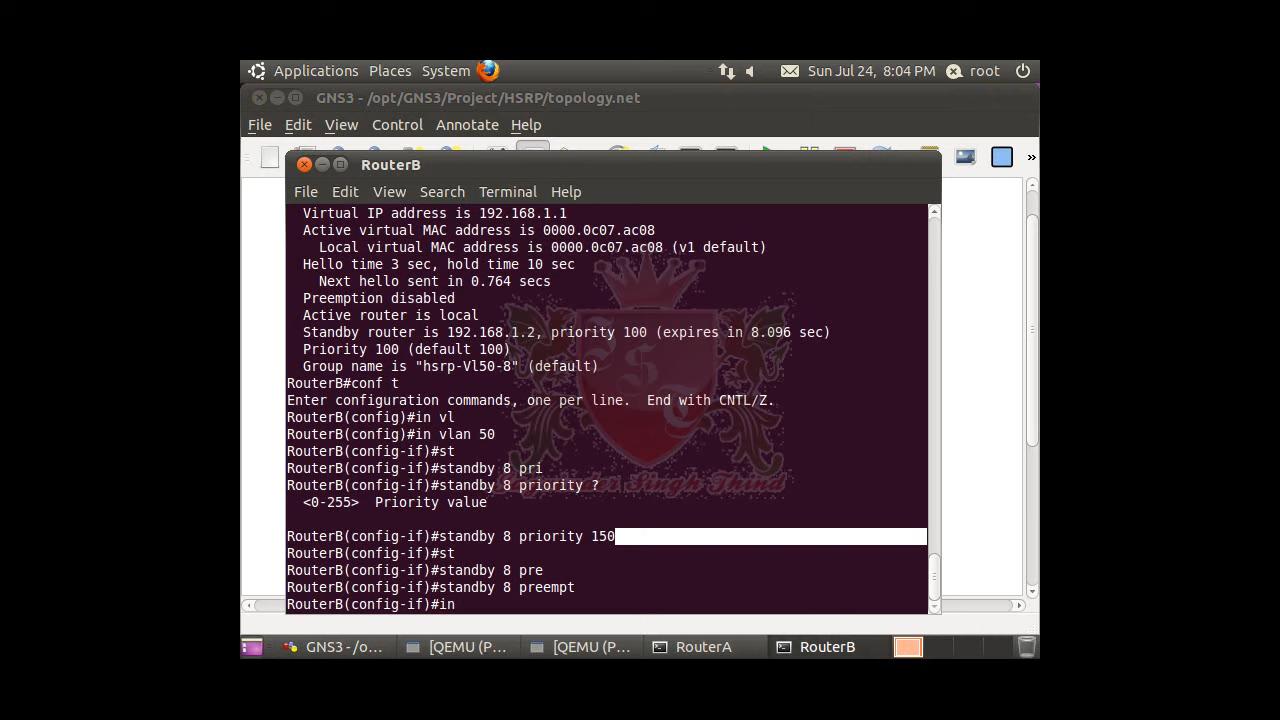 Applications Places System Sun Jul 24, 8:04 PM root
GNS3 - /opt/GNS3/Project/HSRP/topology.net
File Edit View Control Annotate Help
»
RouterB
File Edit View Search Terminal Help
Virtual IP address is 192.168.1.1
Active virtual MAC address is 0000.0c07.ac08
Local virtual MAC address is 0000.0c07.ac08 (v1 default)
Hello time 3 sec, hold time 10 sec
Next hello sent in 0.764 secs
Preemption disabled
Active router is local
Standby router is 192.168.1.2, priority 100 (expires in 8.096 sec)
Priority 100 (default 100)
Group name is "hsrp-Vl50-8" (default)
RouterB#conf t
Enter configuration commands, one per line.  End with CNTL/Z.
RouterB(config)#in vl
RouterB(config)#in vlan 50
RouterB(config-if)#st
RouterB(config-if)#standby 8 pri
RouterB(config-if)#standby 8 priority ?
<0-255>  Priority value
RouterB(config-if)#standby 8 priority 150
RouterB(config-if)#st
RouterB(config-if)#standby 8 pre
RouterB(config-if)#standby 8 preempt
RouterB(config-if)#in
GNS3 - /o... [QEMU (P... [QEMU (P... RouterA RouterB